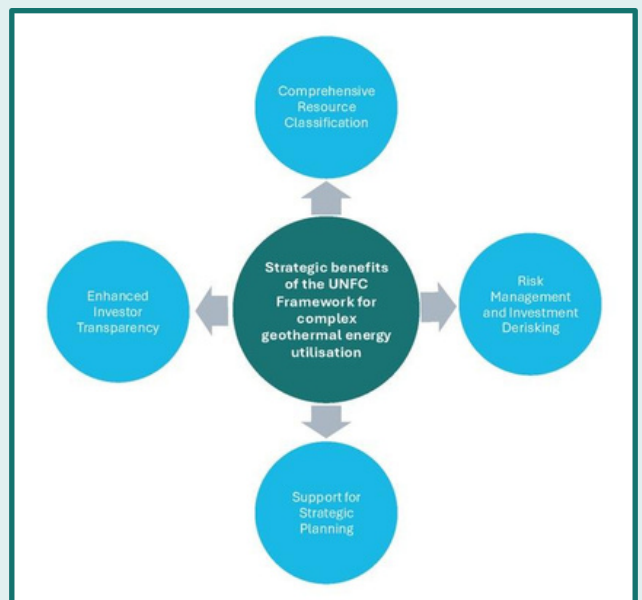 Comprehensive
Resource
Classification
Strategic benefits
of the UNFC
Framework for
complex
geothermal energy
utilisation
Enhanced
Investor
Transparency
Risk
Management
and Investment
Derisking
Support for
Strategic
Planning